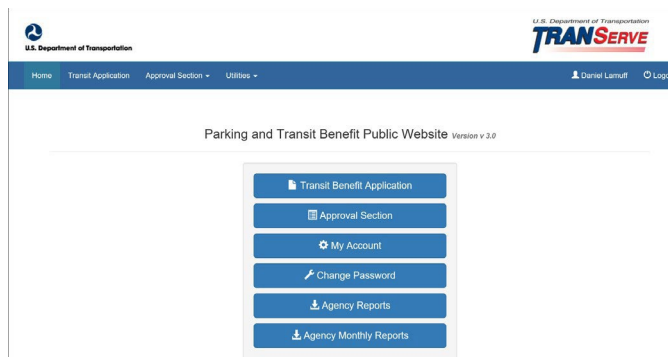 U.S. Department of Transportation
U.S. Department of Transportation
TRANSERVE
Home Transit Application Approval Section Utilities Daniel Lamuff Logo
Parking and Transit Benefit Public Website Version v 3.0
Transit Benefit Application
Approval Section
My Account
Change Password
Agency Reports
Agency Monthly Reports